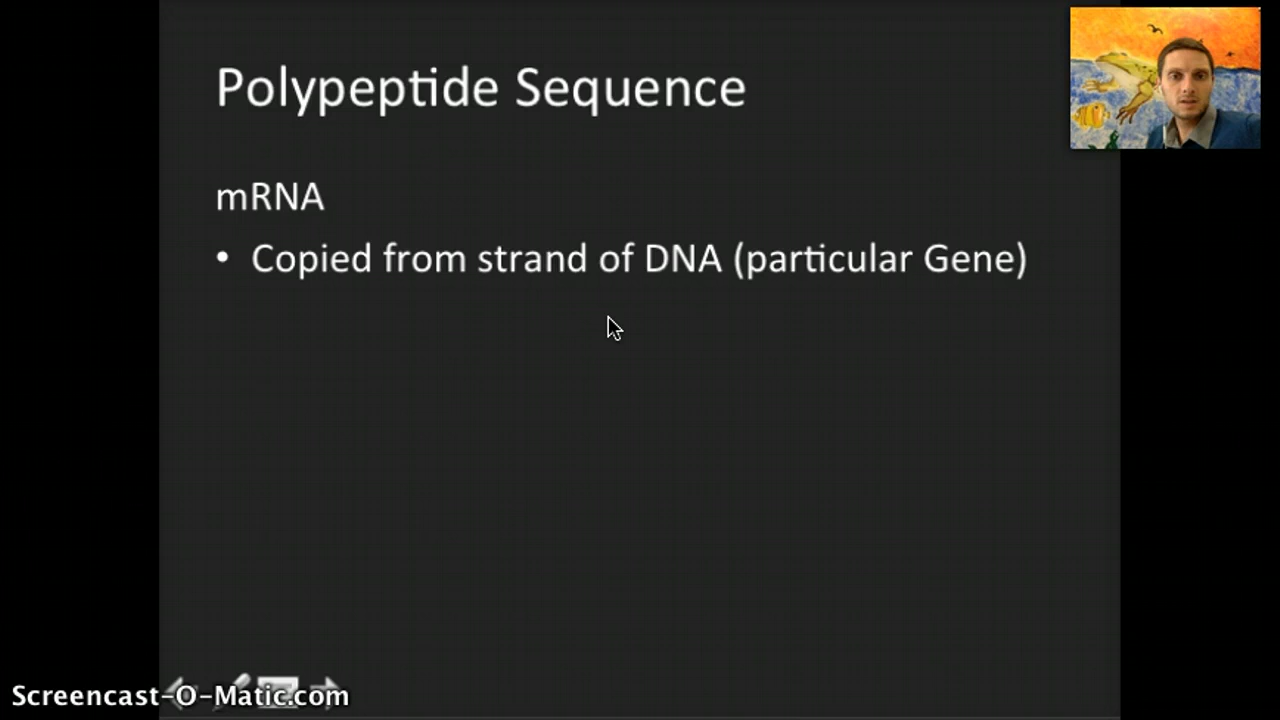 Polypeptide Sequence
mRNA
• Copied from strand of DNA (particular Gene)
Screencast-O-Matic.com